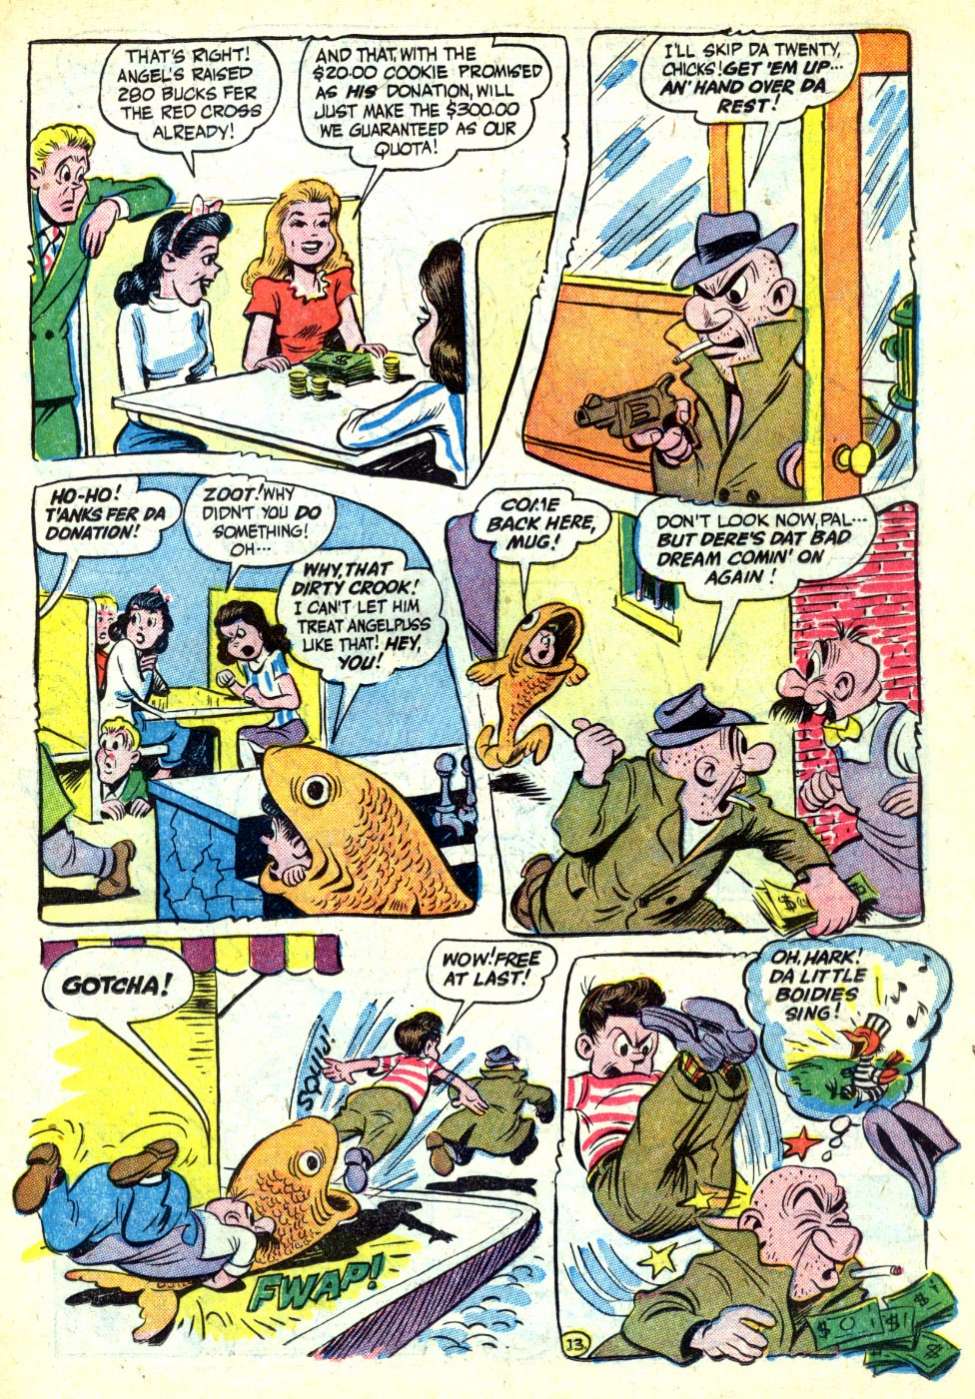 THAT'S RIGHT!
ANGEL'S RAISED
280 BUCKS FER
THE RED CROSS
ALREADY!
AND THAT, WITH THE
$20.00 COOKIE PROMISED
AS HIS DONATION, WILL
JUST MAKE THE $300.00
WE GUARANTEED AS OUR
QUOTA!
$
I'LL SKIP DA TWENTY,
CHICKS! GET 'EM UP...
AN' HAND OVER DA
REST!
HO-HO!
T'ANKS FER DA
DONATION!
ZOOT! WHY
DIDN'T YOU DO
SOMETHING!
OH...
WHY, THAT
DIRTY CROOK!
I CAN'T LET HIM
TREAT ANGELPUSS
LIKE THAT! HEY,
YOU!
COME
BACK HERE,
MUG!
DON'T LOOK NOW, PAL...
BUT DERE'S DAT BAD
DREAM COMIN' ON
AGAIN!
$
GOTCHA!
WOW! FREE
AT LAST!
SQUIU!
FWAP!
OH, HARK!
DA LITTLE
BOIDIES
SING!
$ $1
$
$
13